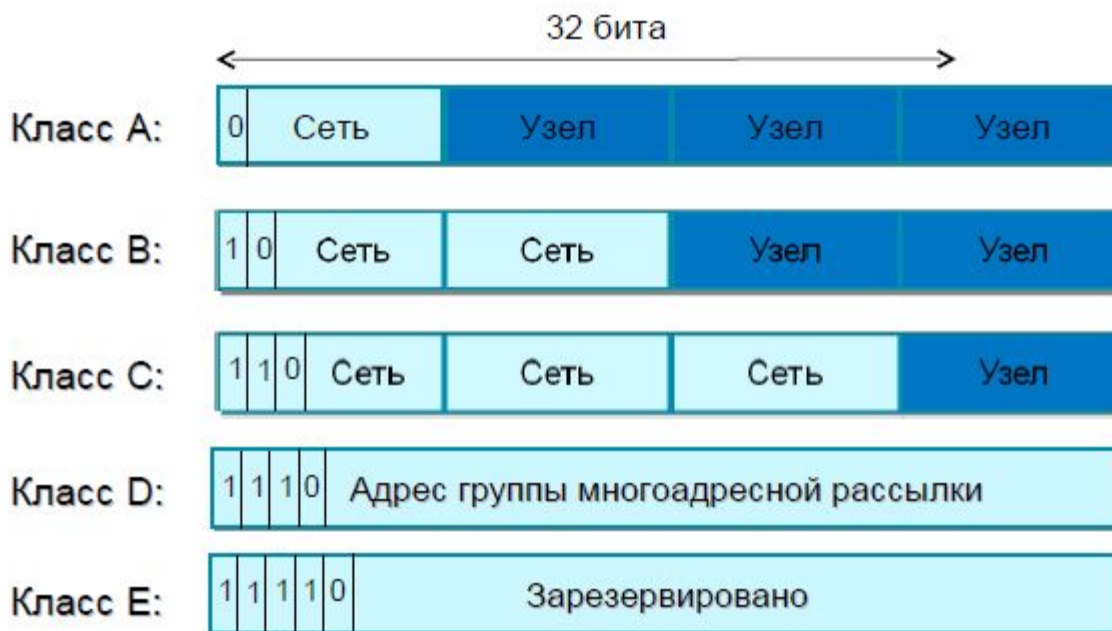 32 бита
Класс A: 0 Сеть Узел Узел Узел
Класс B: 1 0 Сеть Сеть Узел Узел
Класс C: 1 1 0 Сеть Сеть Сеть Узел
Класс D: 1 1 1 0 Адрес группы многоадресной рассылки
Класс E: 1 1 1 1 0 Зарезервировано